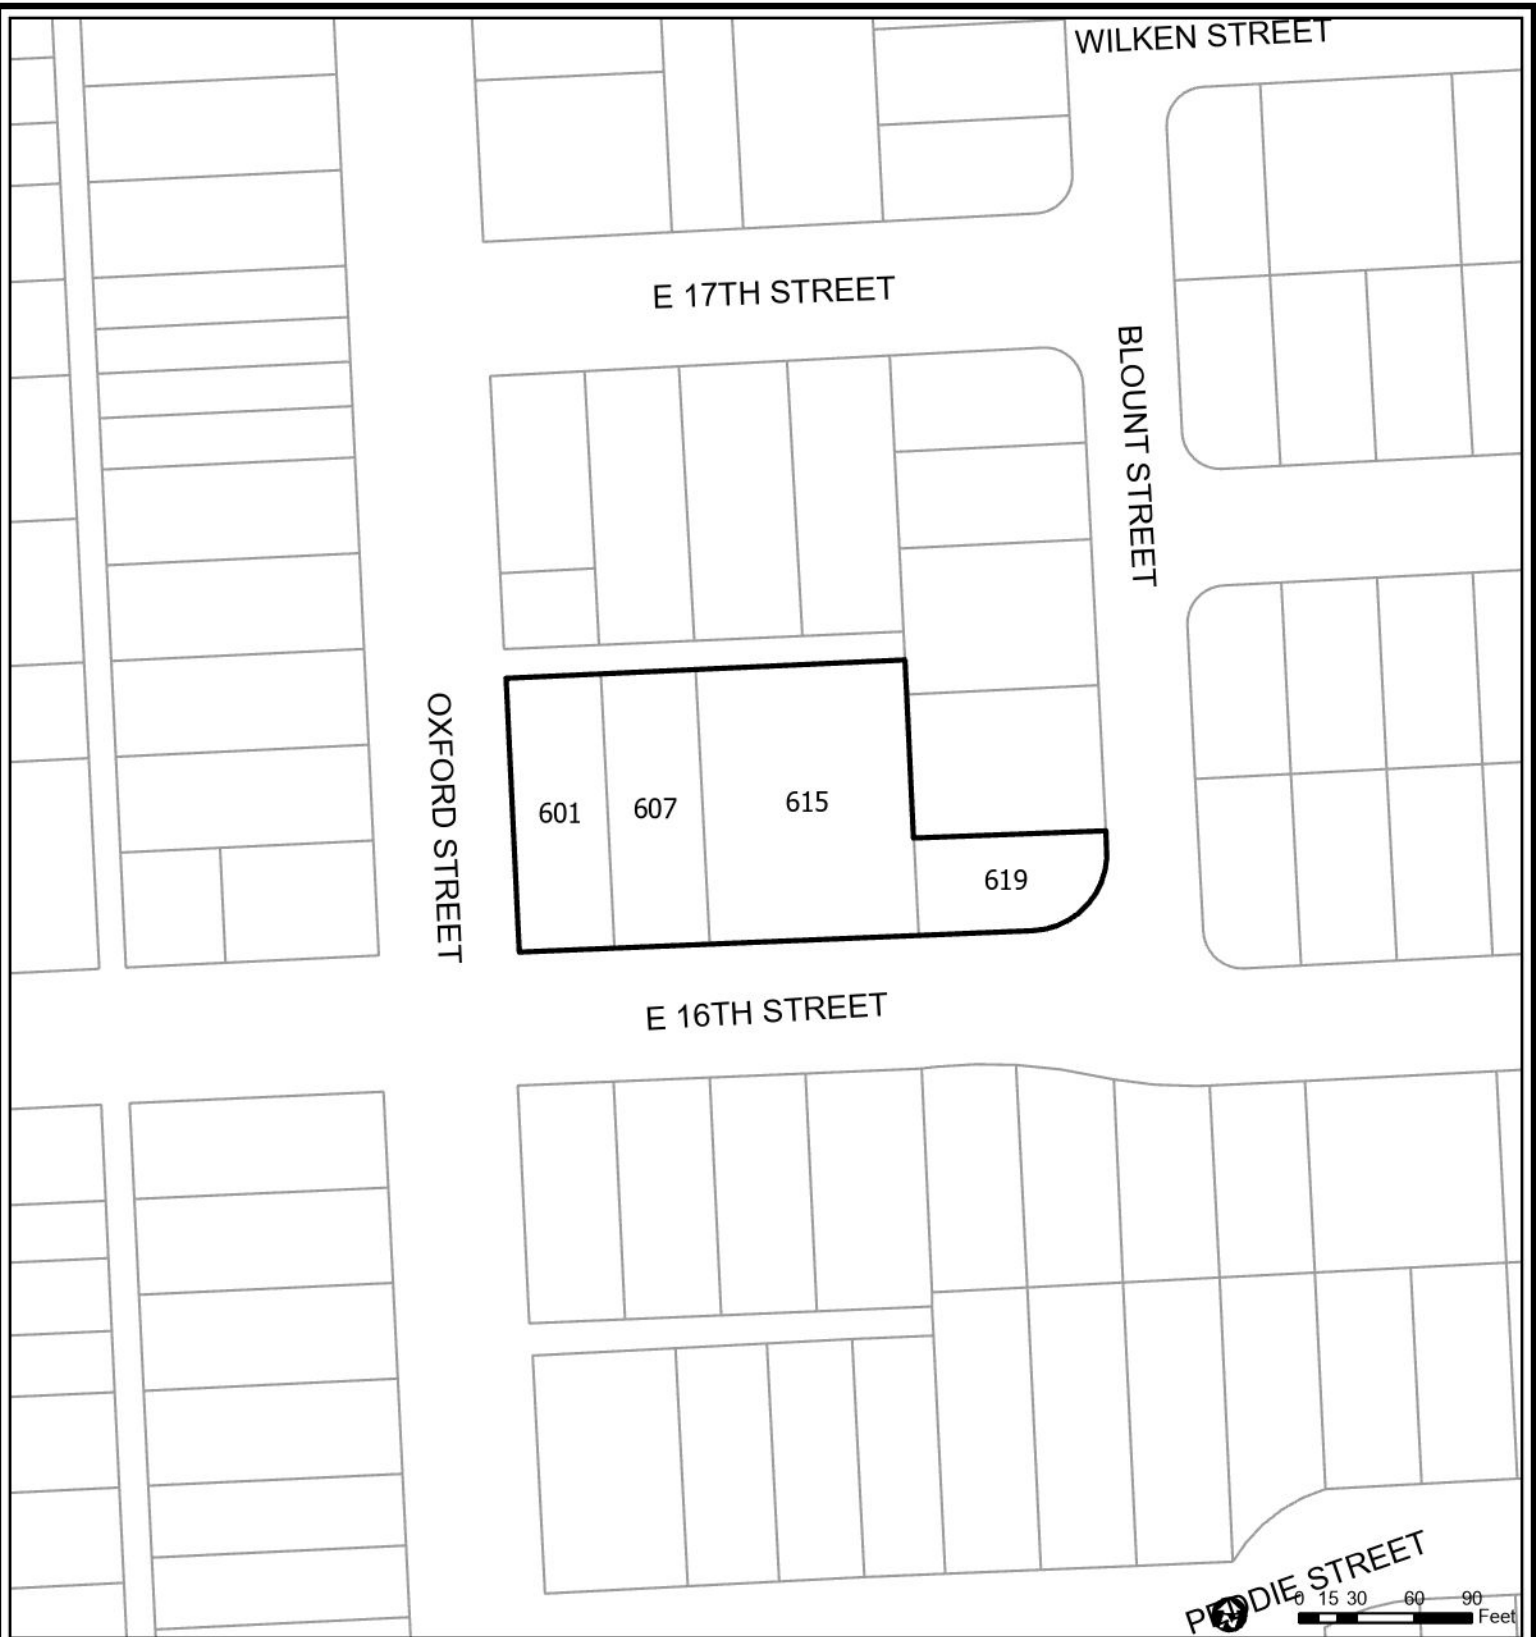 WILKEN STREET
E 17TH STREET
BLOUNT STREET
OXFORD STREET
601
607
615
619
E 16TH STREET
PEDDIE STREET
0 15 30 60 90
Feet